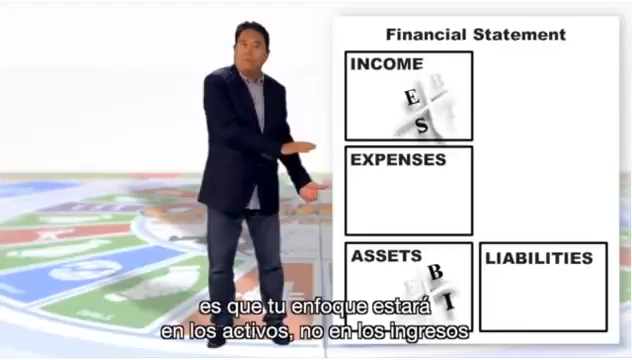 Financial Statement
INCOME
E B
S I
EXPENSES
ASSETS
LIABILITIES
E B
I
es que tu enfoque estará
en los activos, no en los ingresos